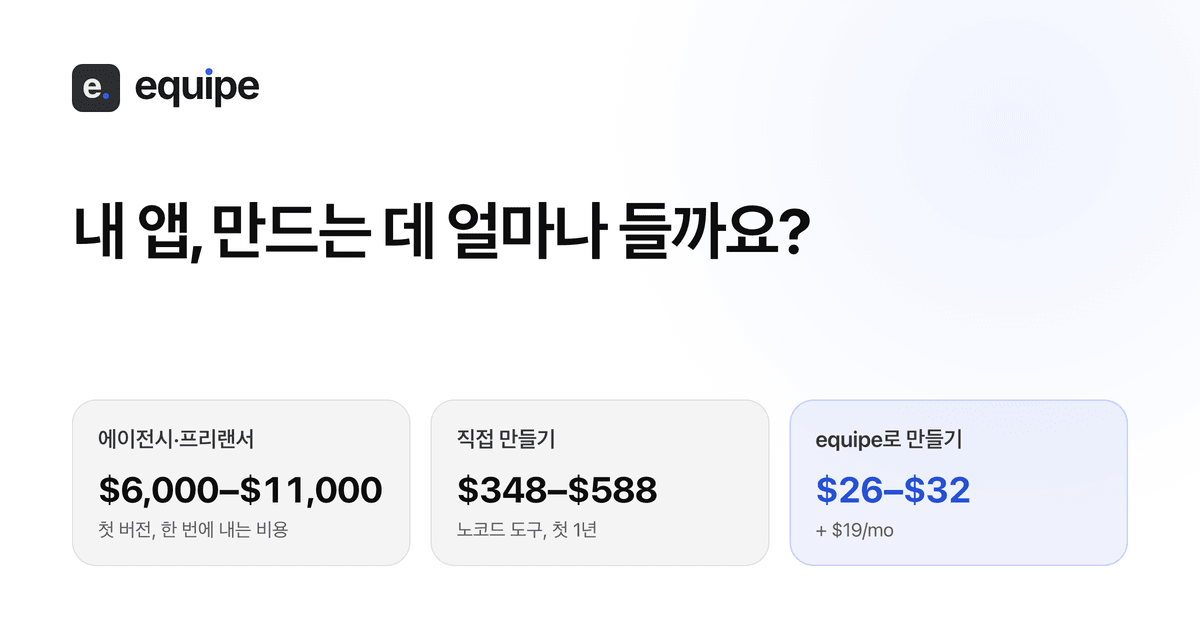 e.
equipe
내 앱, 만드는 데 얼마나 들까요?
에이전시·프리랜서
$6,000–$11,000
첫 버전, 한 번에 내는 비용
직접 만들기
$348–$588
노코드 도구, 첫 1년
equipe로 만들기
$26–$32
+ $19/mo